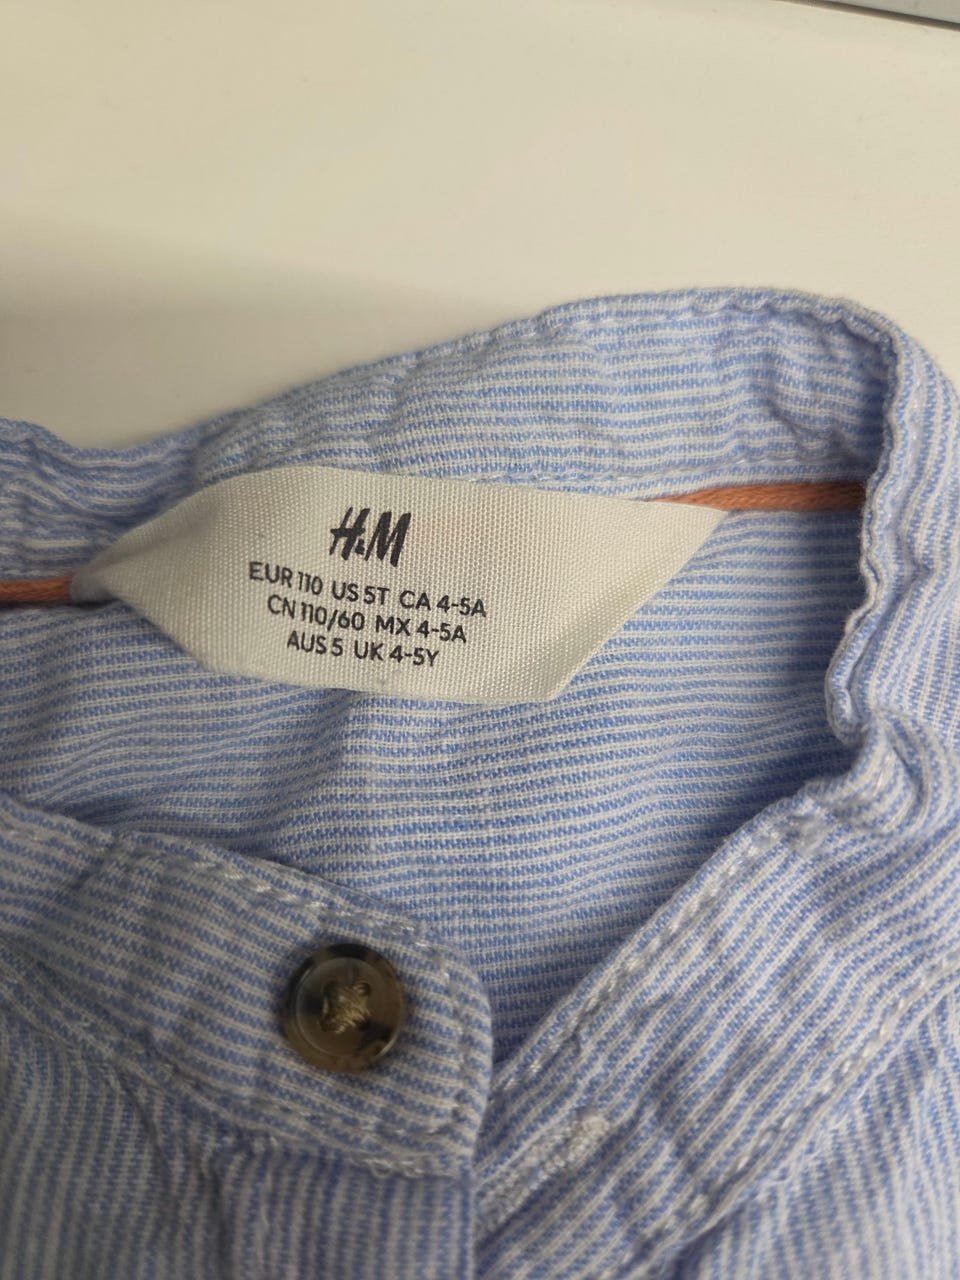 H&M
EUR 110 US 5T CA 4-5A
CN 110/60 MX 4-5A
AUS 5 UK 4-5Y